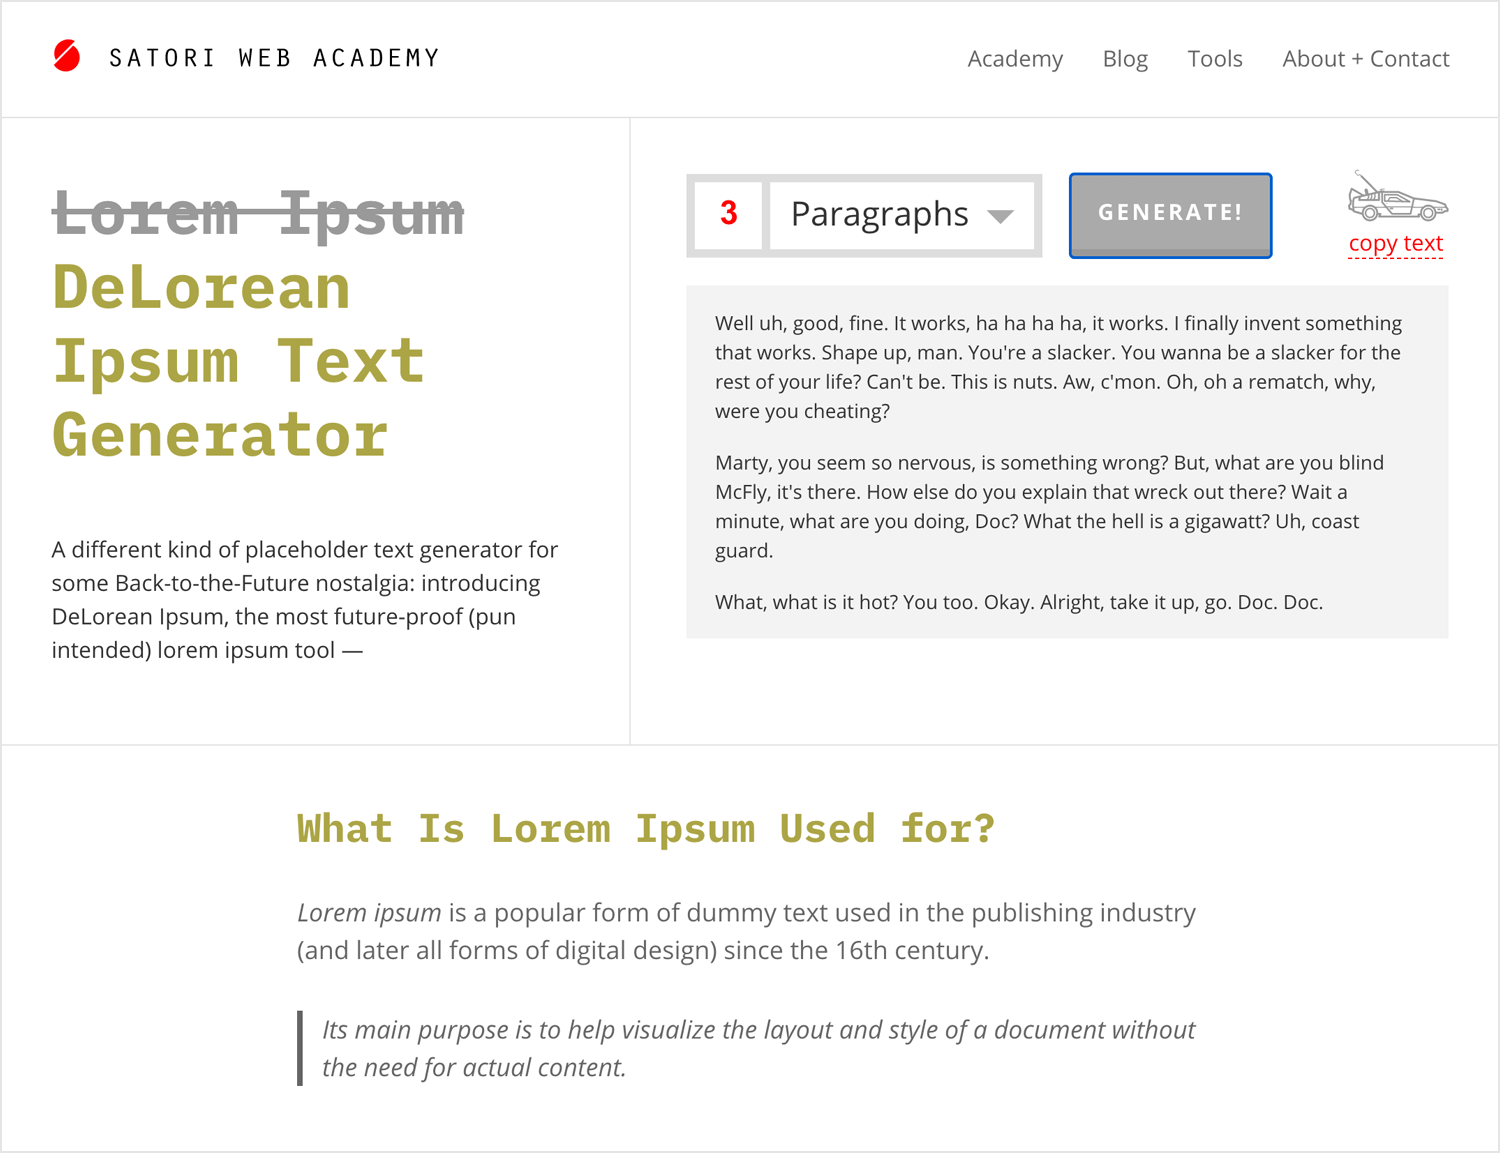 SATORI WEB ACADEMY
Academy Blog Tools About + Contact
Lorem Ipsum
DeLorean
Ipsum Text
Generator
A different kind of placeholder text generator for
some Back-to-the-Future nostalgia: introducing
DeLorean Ipsum, the most future-proof (pun
intended) lorem ipsum tool —
3 Paragraphs GENERATE!
copy text
Well uh, good, fine. It works, ha ha ha ha, it works. I finally invent something
that works. Shape up, man. You're a slacker. You wanna be a slacker for the
rest of your life? Can't be. This is nuts. Aw, c'mon. Oh, oh a rematch, why,
were you cheating?
Marty, you seem so nervous, is something wrong? But, what are you blind
McFly, it's there. How else do you explain that wreck out there? Wait a
minute, what are you doing, Doc? What the hell is a gigawatt? Uh, coast
guard.
What, what is it hot? You too. Okay. Alright, take it up, go. Doc. Doc.
What Is Lorem Ipsum Used for?
Lorem ipsum is a popular form of dummy text used in the publishing industry
(and later all forms of digital design) since the 16th century.
Its main purpose is to help visualize the layout and style of a document without
the need for actual content.